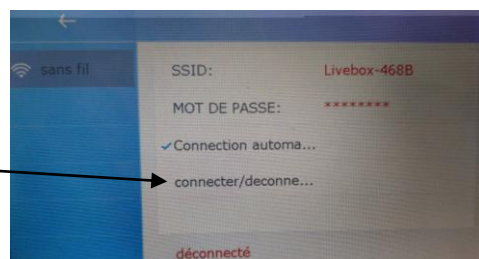 sans fil
SSID: Livebox-468B
MOT DE PASSE: ********
✓Connection automa...
connecter/deconne...
déconnecté